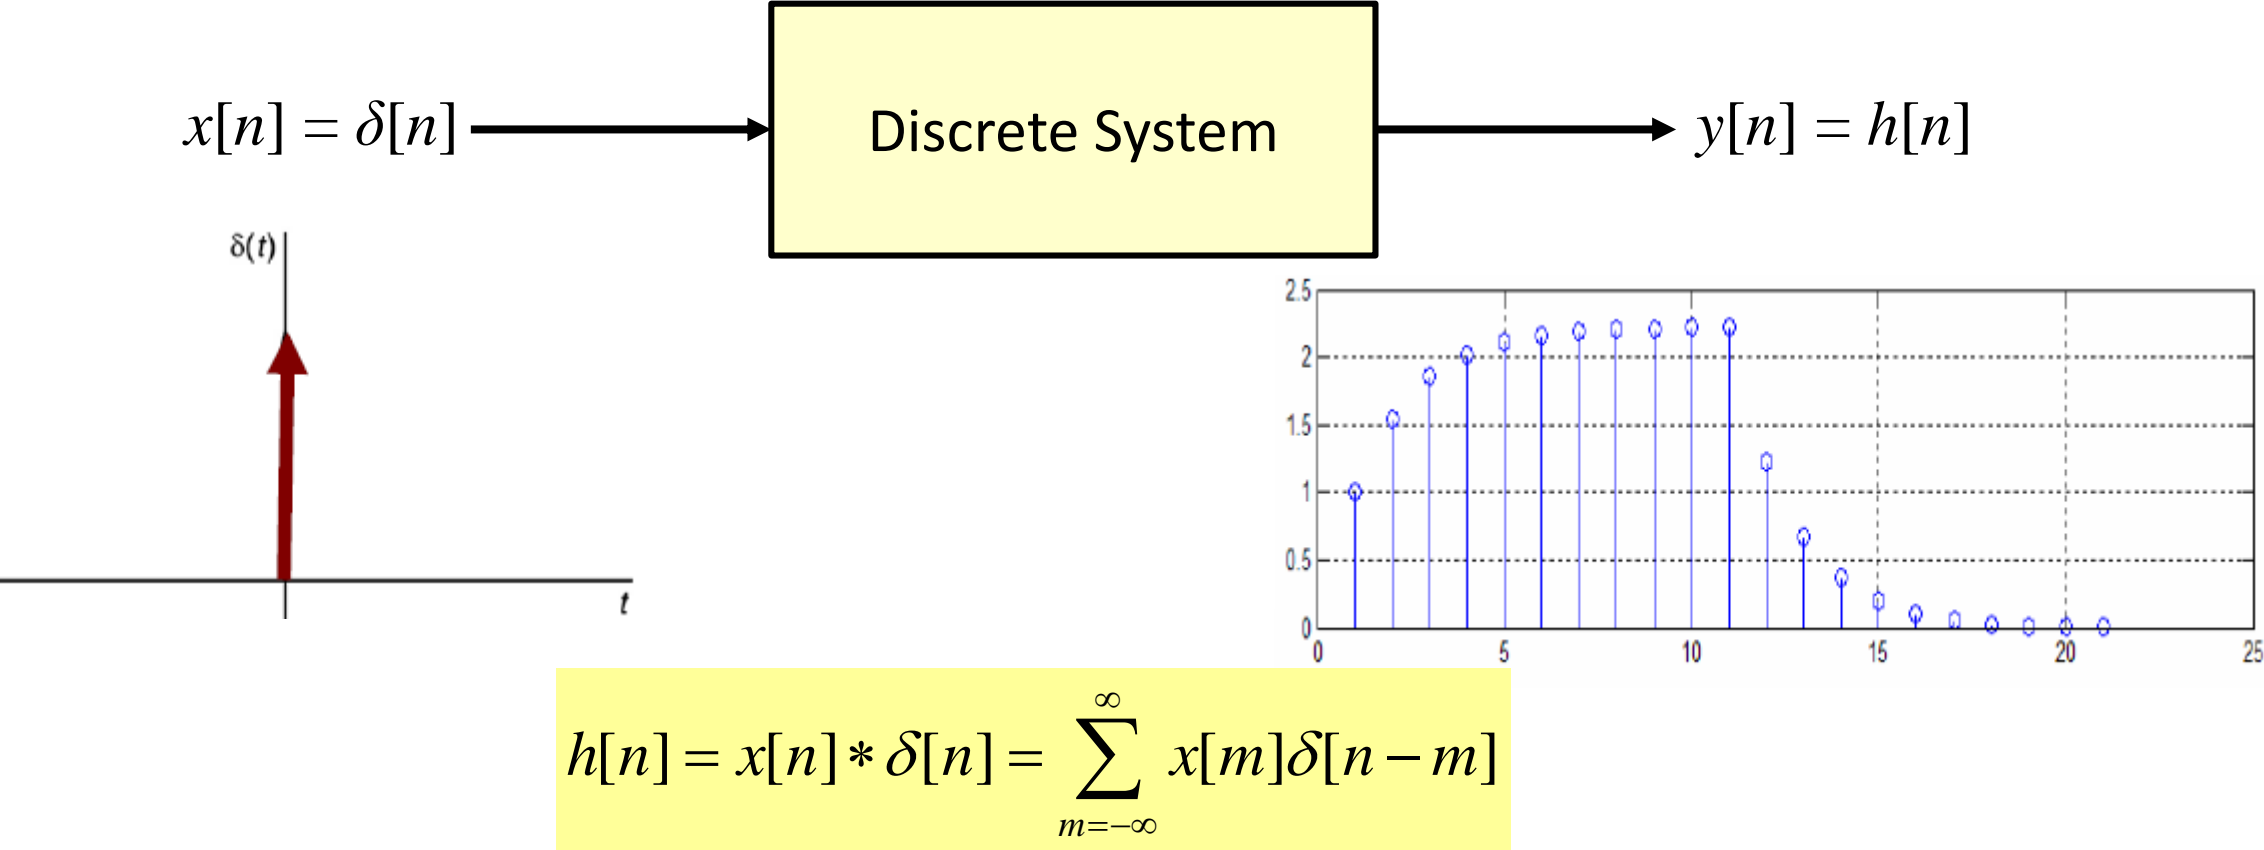 x[n] = δ[n]
Discrete System
y[n] = h[n]
δ(t)
t
2.5
2
1.5
1
0.5
0
0 5 10 15 20 25
h[n] = x[n] * δ[n] = ∑_{m=−∞}^{∞} x[m]δ[n − m]